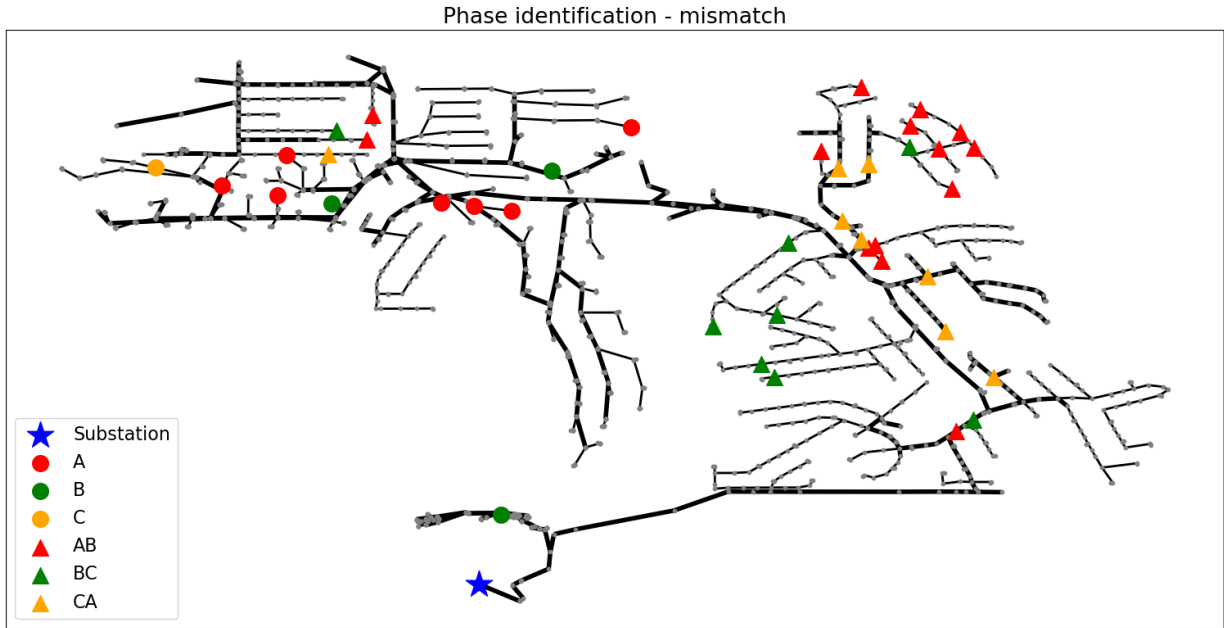 Phase identification - mismatch
Substation
A
B
C
AB
BC
CA